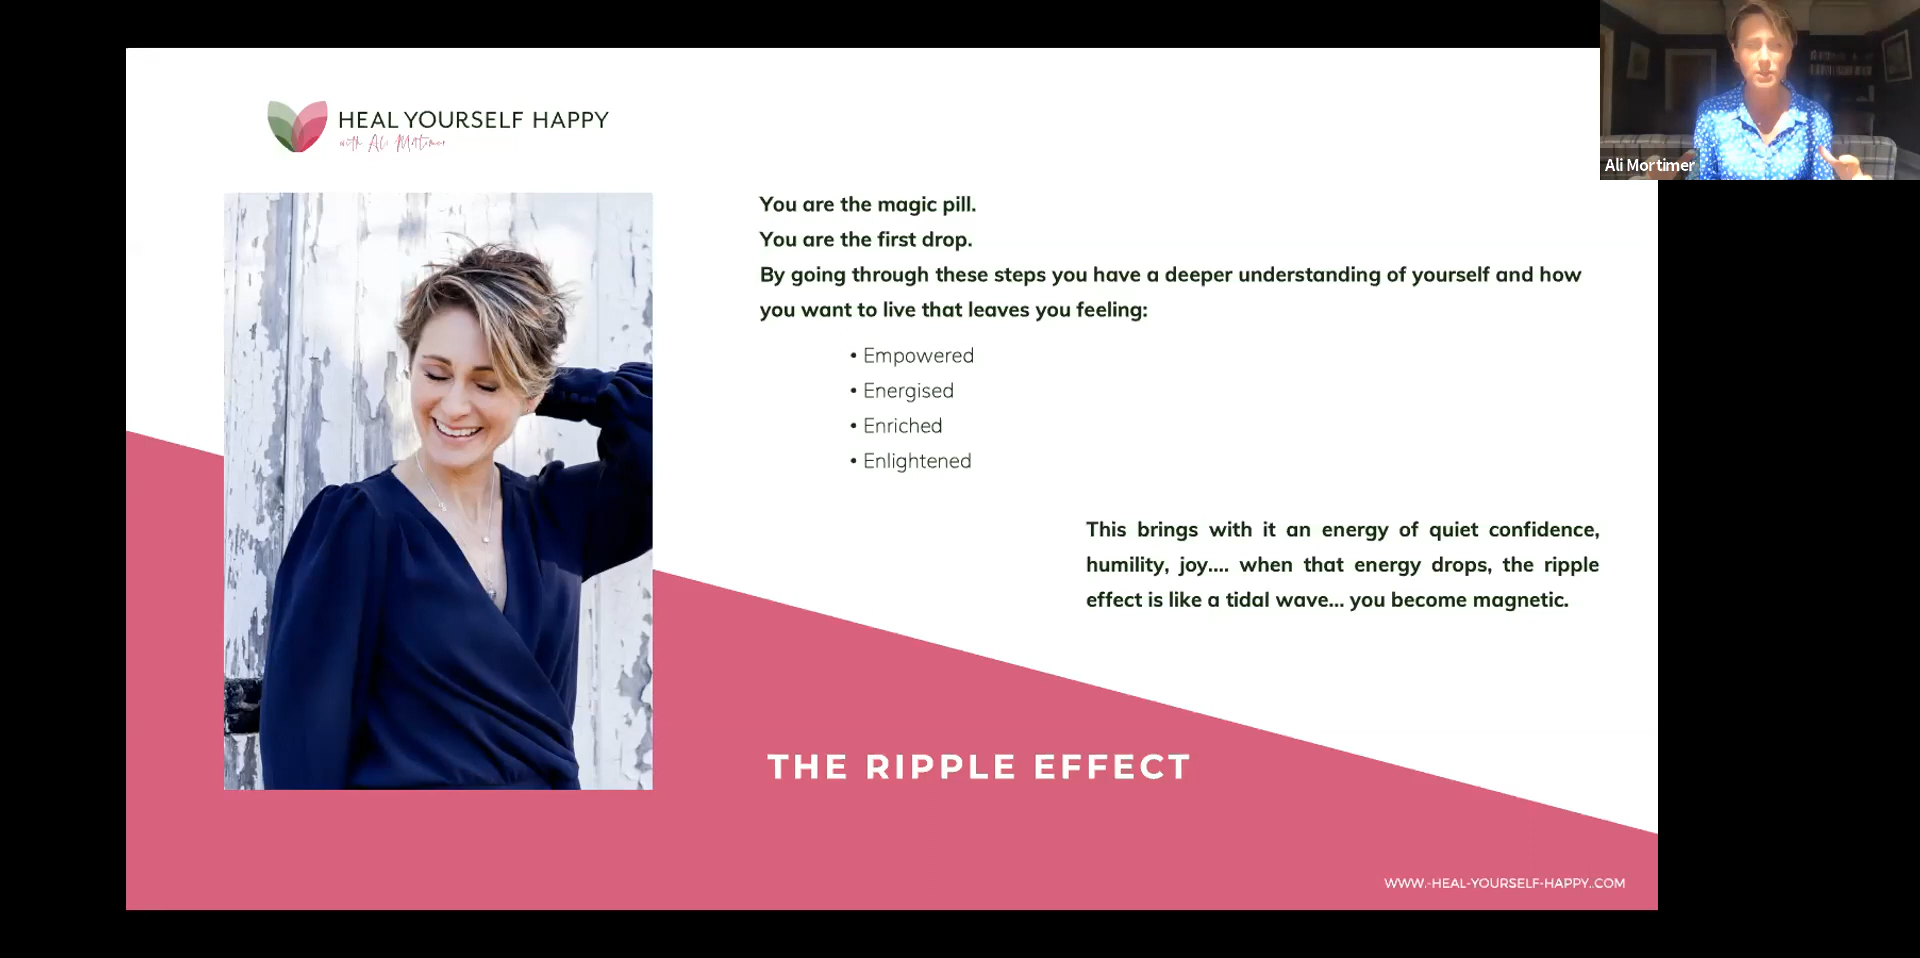 HEAL YOURSELF HAPPY
with Ali Mortimer
Ali Mortimer
You are the magic pill.
You are the first drop.
By going through these steps you have a deeper understanding of yourself and how
you want to live that leaves you feeling:
• Empowered
• Energised
• Enriched
• Enlightened
This brings with it an energy of quiet confidence,
humility, joy.... when that energy drops, the ripple
effect is like a tidal wave... you become magnetic.
THE RIPPLE EFFECT
WWW.-HEAL-YOURSELF-HAPPY..COM